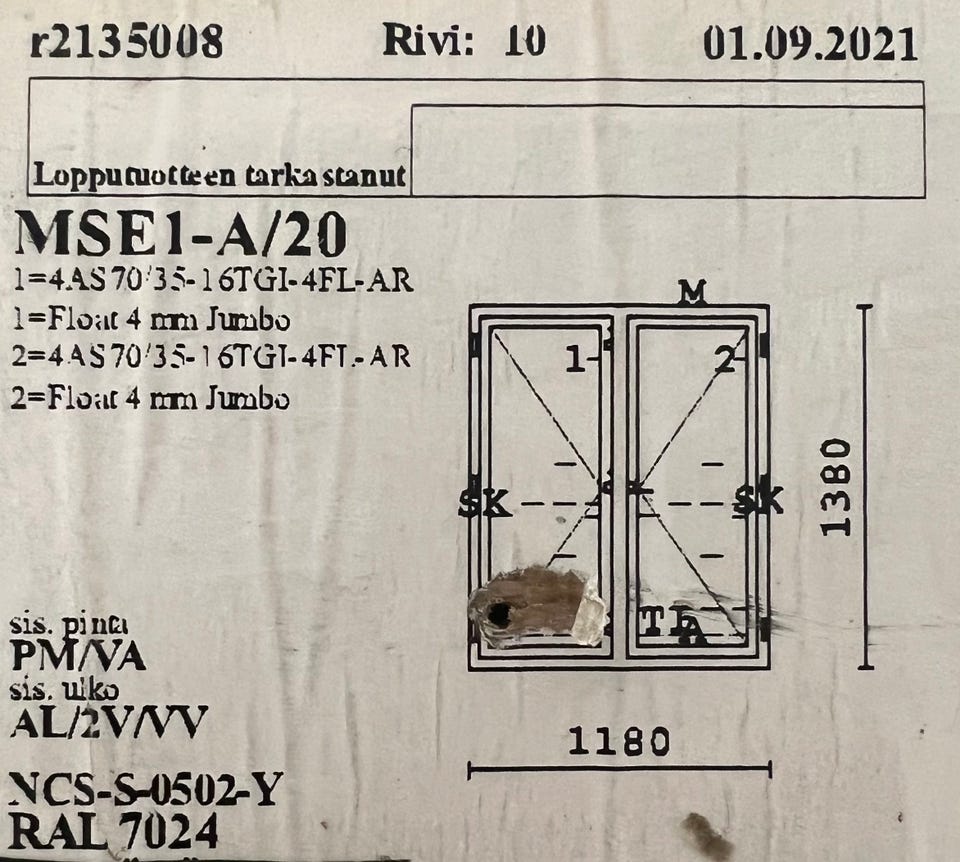 r2135008 Rivi: 10 01.09.2021
Lopputuotteen tarkastanut
MSE1-A/20
1=4AS70/35-16TGI-4FL-AR
1=Float 4 mm Jumbo
2=4AS70/35-16TGI-4FL-AR
2=Float 4 mm Jumbo
M
1 2
SK SK
1380
TLA
sis. pinta
PM/VA
sis. ulko
AL/2V/VV
1180
NCS-S-0502-Y
RAL 7024